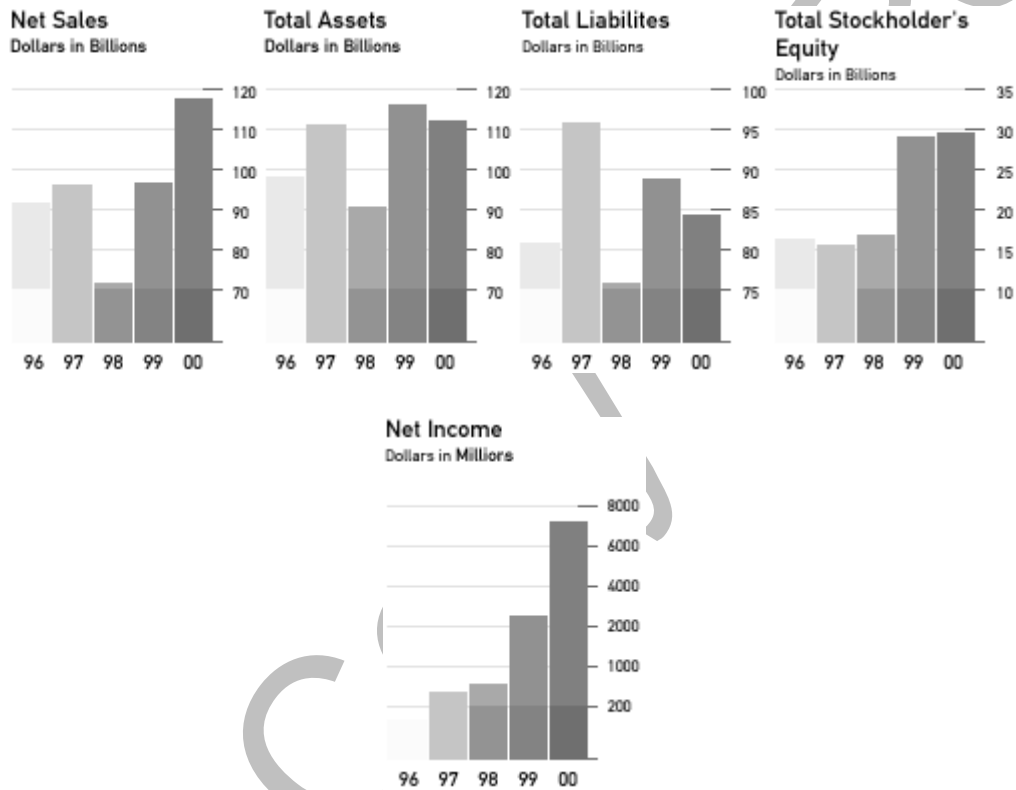 Net Sales
Dollars in Billions
120
110
100
90
80
70
96 97 98 99 00
Total Assets
Dollars in Billions
120
110
100
90
80
70
96 97 98 99 00
Total Liabilites
Dollars in Billions
100
95
90
85
80
75
96 97 98 99 00
Total Stockholder's
Equity
Dollars in Billions
35
30
25
20
15
10
96 97 98 99 00
Net Income
Dollars in Millions
8000
6000
4000
2000
1000
200
96 97 98 99 00